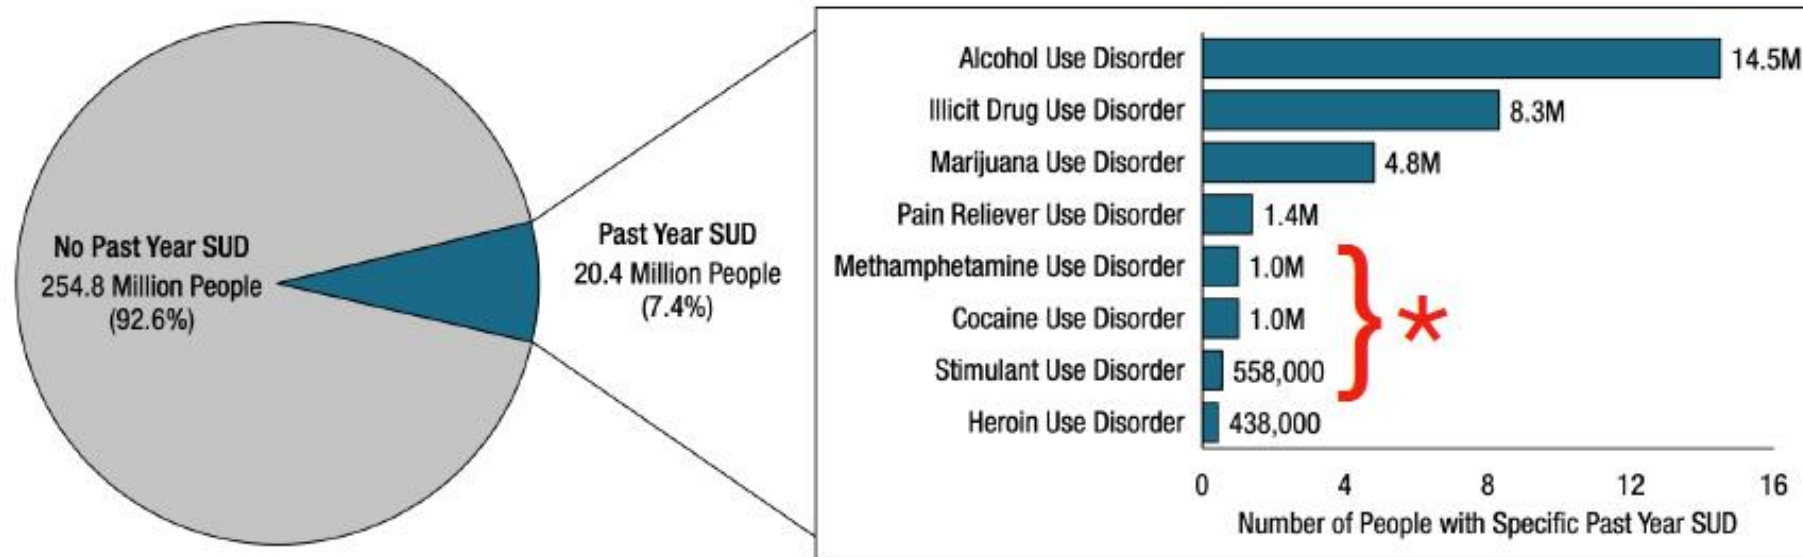 No Past Year SUD
254.8 Million People
(92.6%)
Past Year SUD
20.4 Million People
(7.4%)
Alcohol Use Disorder 14.5M
Illicit Drug Use Disorder 8.3M
Marijuana Use Disorder 4.8M
Pain Reliever Use Disorder 1.4M
Methamphetamine Use Disorder 1.0M
Cocaine Use Disorder 1.0M
Stimulant Use Disorder 558,000
Heroin Use Disorder 438,000
} *
0 4 8 12 16
Number of People with Specific Past Year SUD